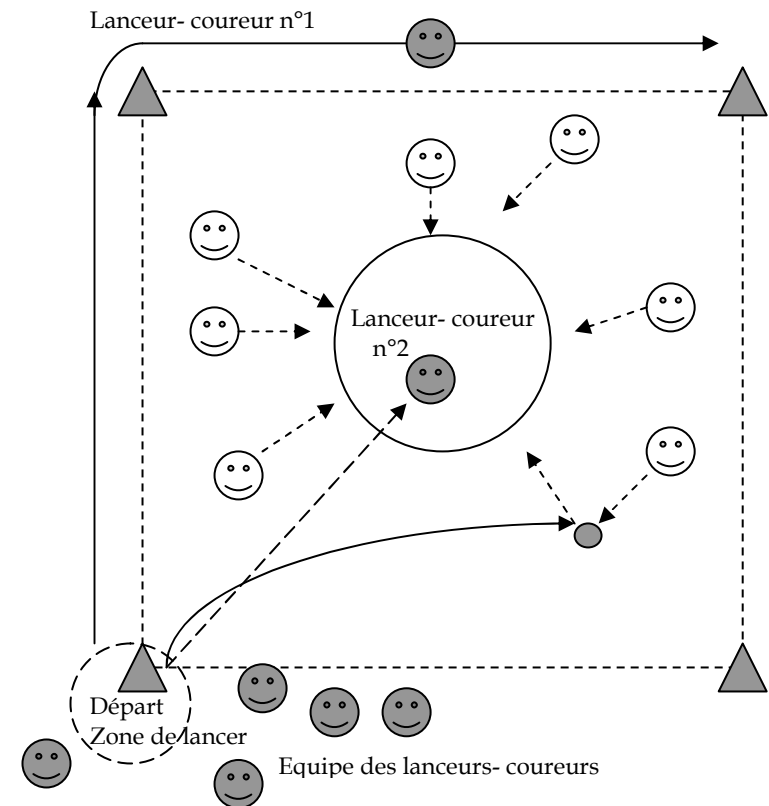 Lanceur- coureur n°1
Lanceur- coureur
n°2
Départ
Zone de lancer
Equipe des lanceurs- coureurs